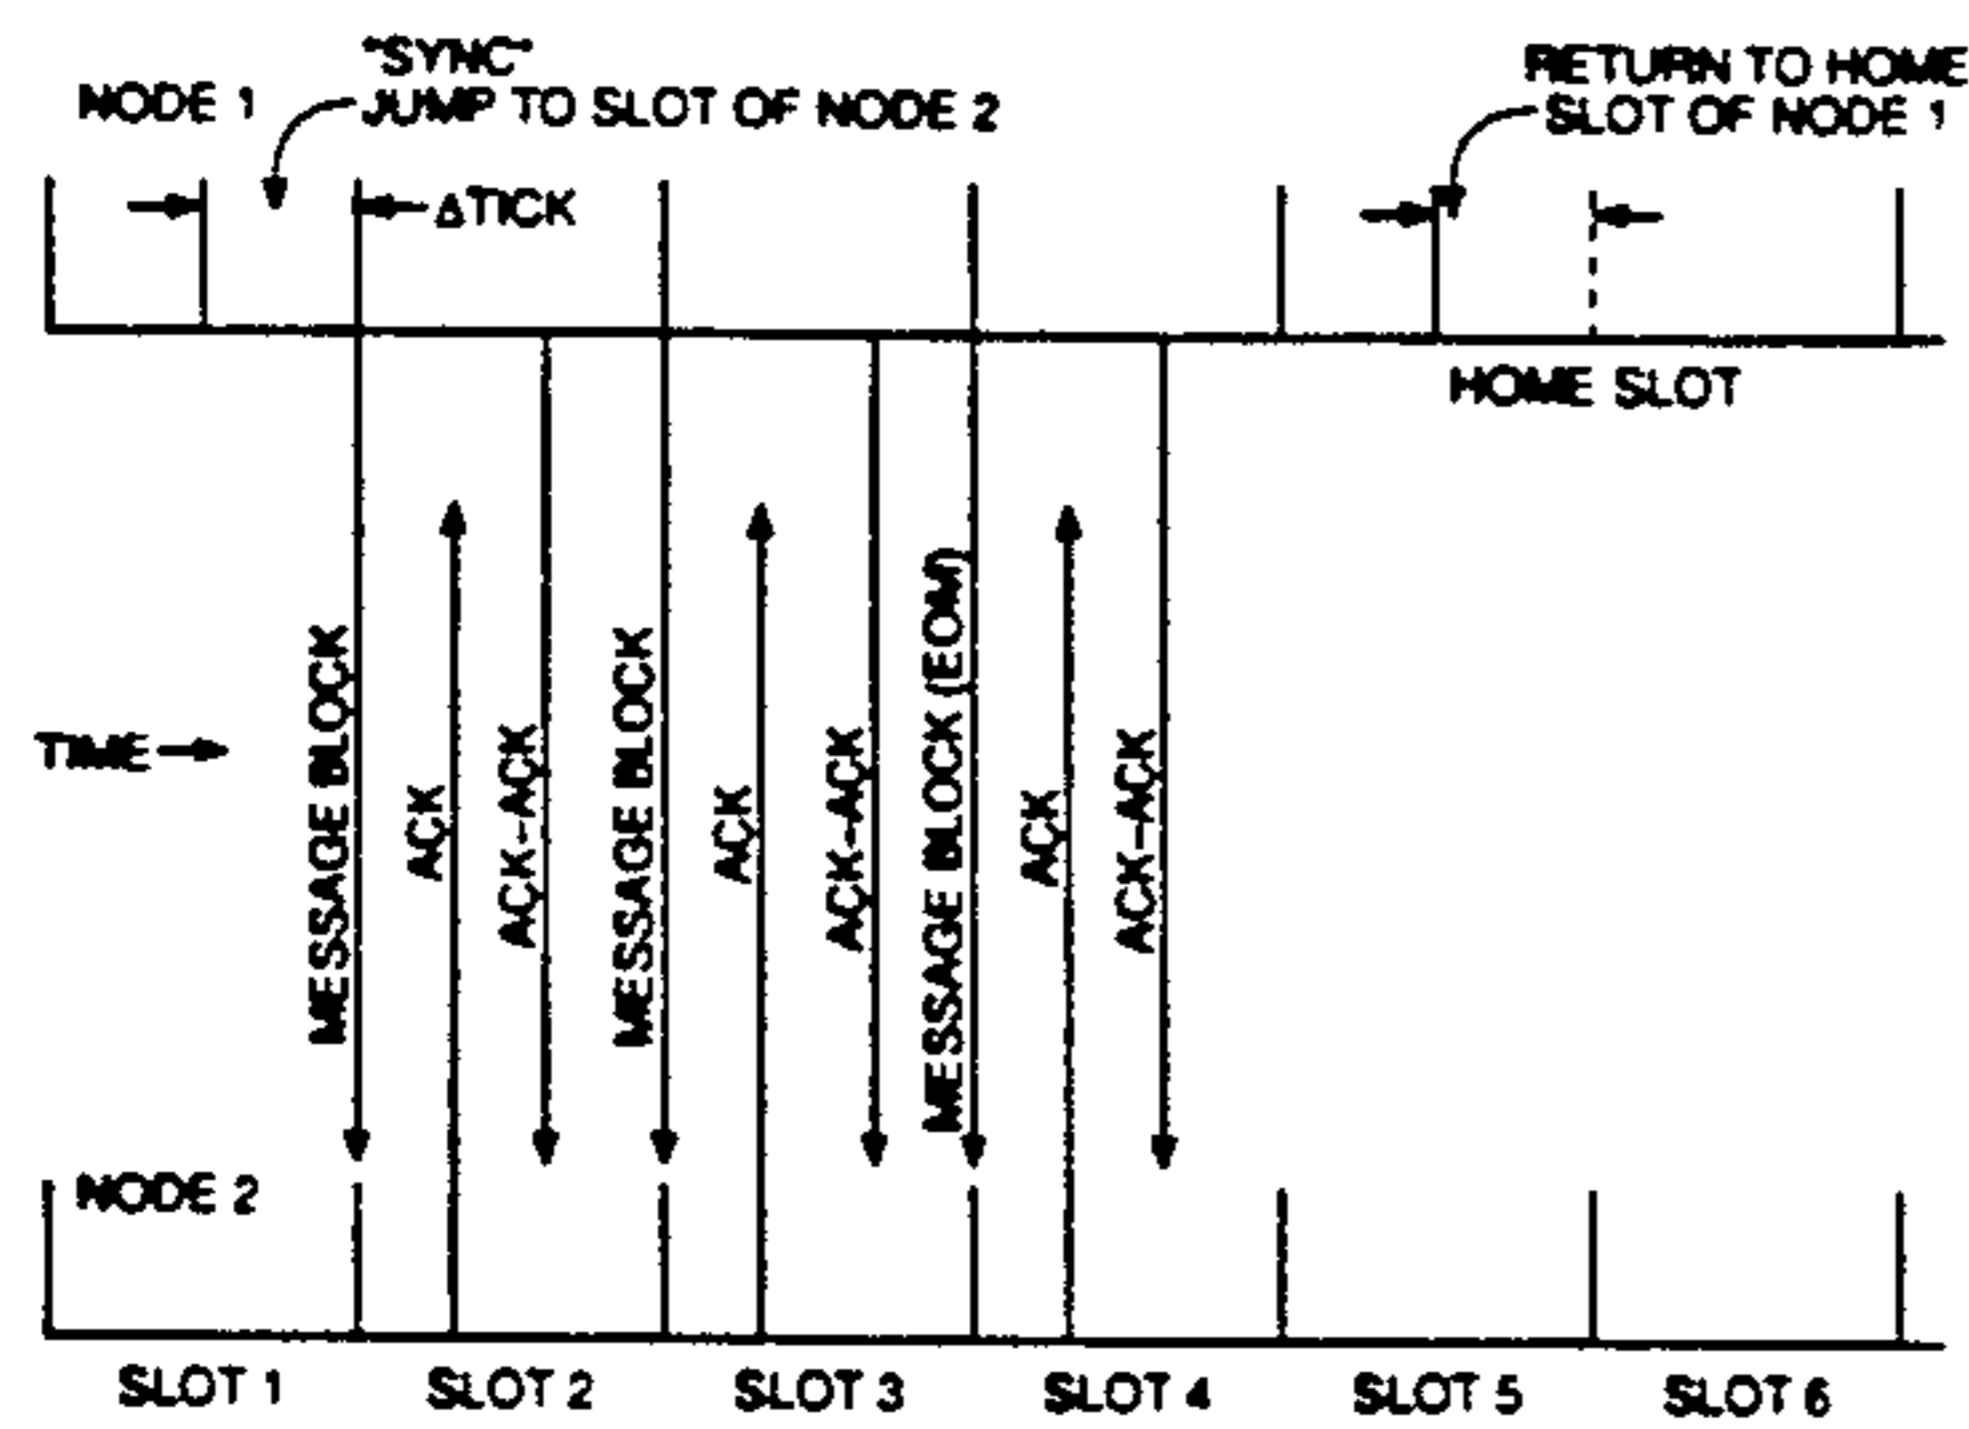 "SYNC"
NODE 1
JUMP TO SLOT OF NODE 2
RETURN TO HOME
SLOT OF NODE 1
ΔTICK
HOME SLOT
TIME
MESSAGE BLOCK
ACK
ACK-ACK
MESSAGE BLOCK
ACK
ACK-ACK
MESSAGE BLOCK (EOM)
ACK
ACK-ACK
NODE 2
SLOT 1
SLOT 2
SLOT 3
SLOT 4
SLOT 5
SLOT 6